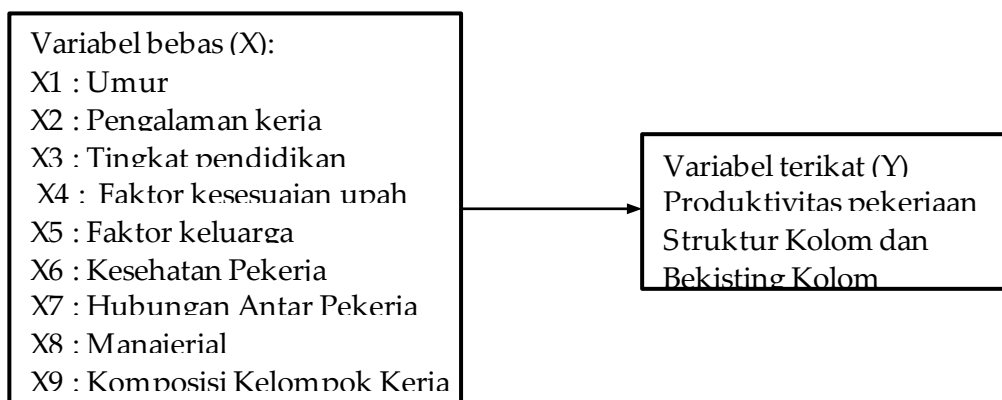 Variabel bebas (X):
X1 : Umur
X2 : Pengalaman kerja
X3 : Tingkat pendidikan
X4 : Faktor kesesuaian upah
X5 : Faktor keluarga
X6 : Kesehatan Pekerja
X7 : Hubungan Antar Pekerja
X8 : Manajerial
X9 : Komposisi Kelompok Kerja
Variabel terikat (Y)
Produktivitas pekerjaan
Struktur Kolom dan
Bekisting Kolom